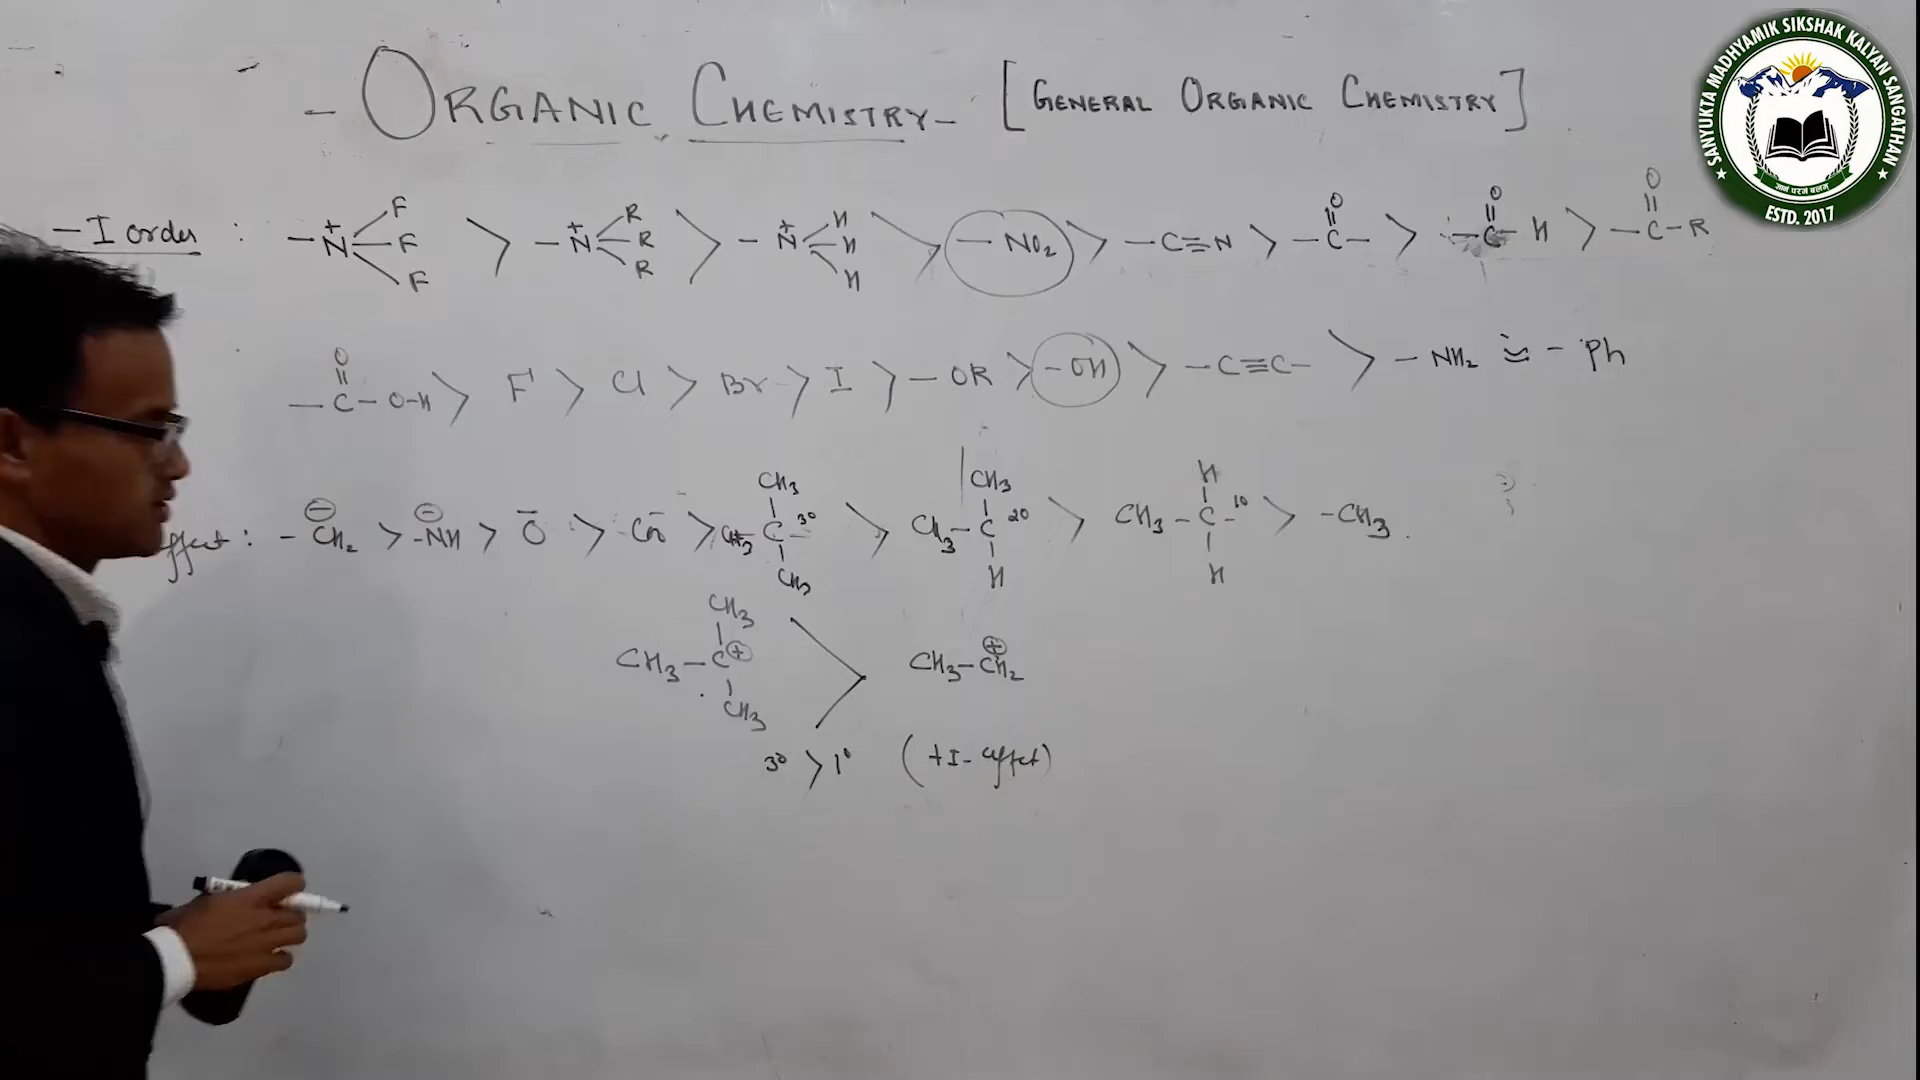 - ORGANIC CHEMISTRY - [GENERAL ORGANIC CHEMISTRY]
SANYUKTA MADHYAMIK SIKSHAK KALYAN SANGATHAN
ज्ञानं परमं बलम्
ESTD. 2017
O O O
F R H
-I order : -N⁺-F > -N⁺-R > -N⁺-H > -NO₂ > -C≡N > -C- > -C-H > -C-R
F R H
O
-C-O-H > F > Cl > Br > I > -OR > -OH > -C≡C- > -NH₂ ≈ -Ph
CH₃ CH₃ H
effect : -CH₂⊖ > -NH⊖ > O⁻ > > CH₃-C- 3° > CH₃-C- 2° > CH₃-C- 1° > -CH₃.
CH₃ H H
CH₃
CH₃-C⊕ > CH₃-CH₂⊕
CH₃
3° > 1° (+I-effect)